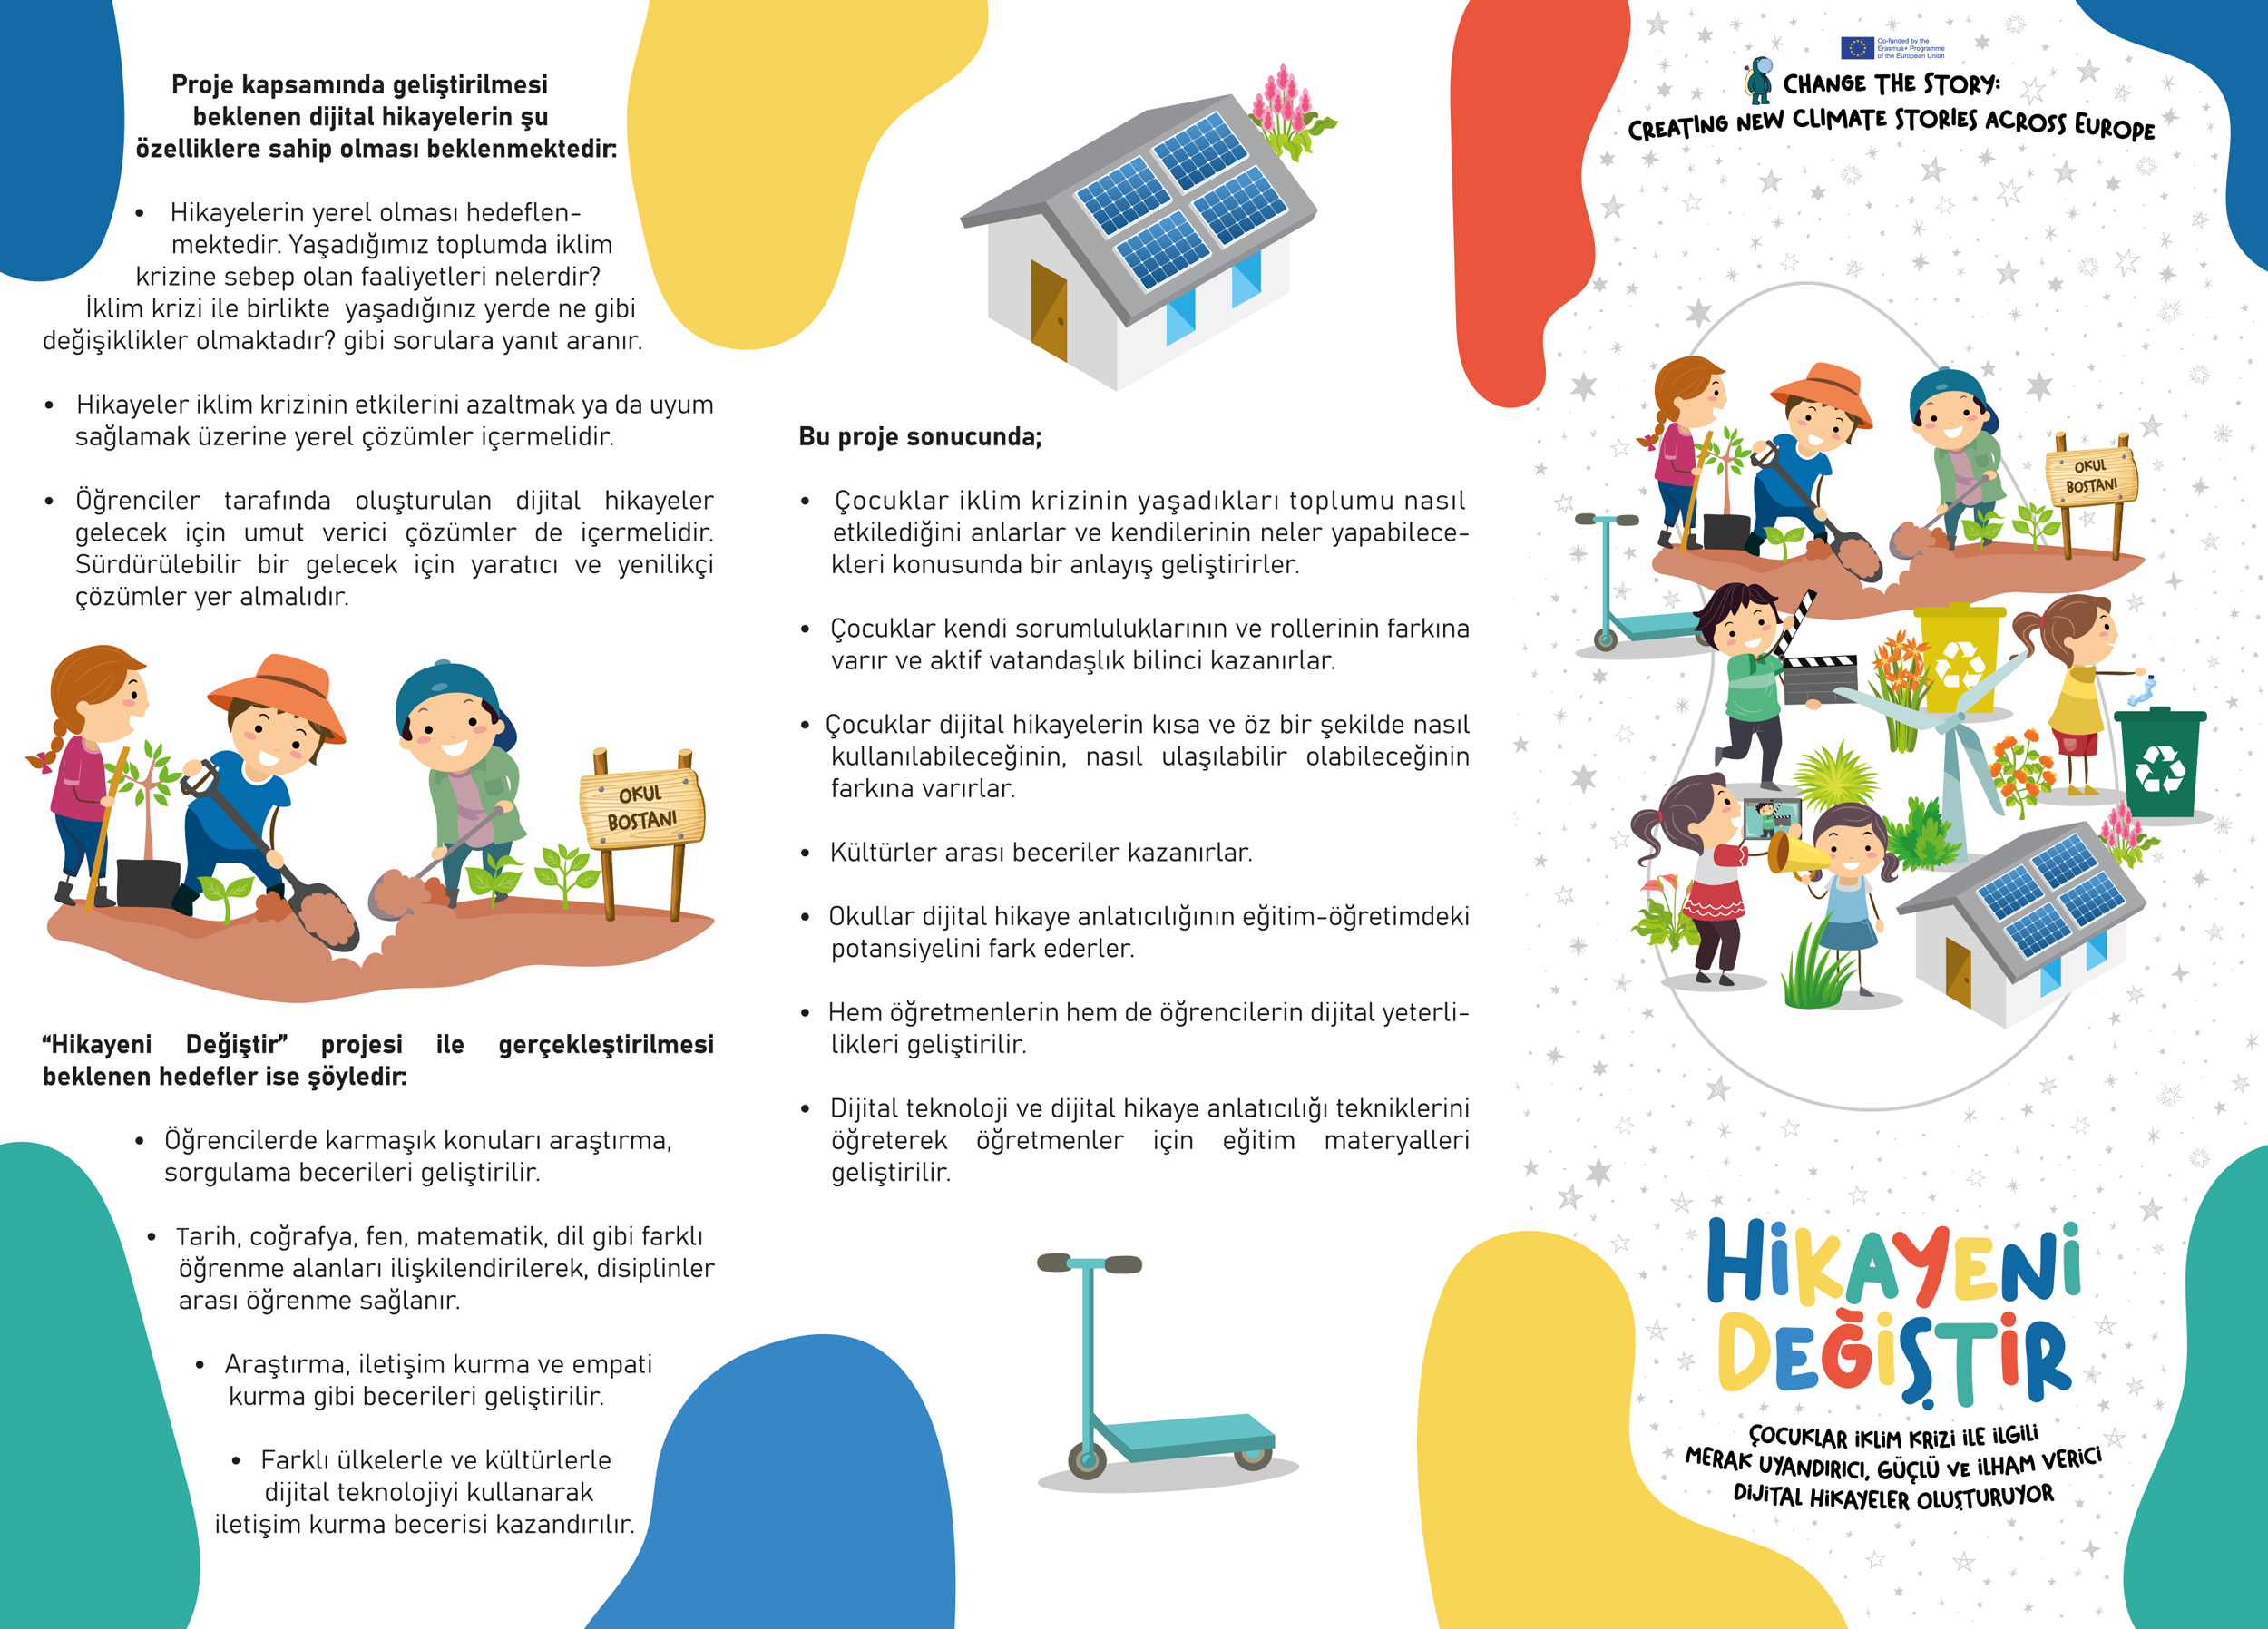 Proje kapsamında geliştirilmesi
beklenen dijital hikayelerin şu
özelliklere sahip olması beklenmektedir:
• Hikayelerin yerel olması hedeflen-
mektedir. Yaşadığımız toplumda iklim
krizine sebep olan faaliyetleri nelerdir?
İklim krizi ile birlikte yaşadığınız yerde ne gibi
değişiklikler olmaktadır? gibi sorulara yanıt aranır.
• Hikayeler iklim krizinin etkilerini azaltmak ya da uyum
sağlamak üzerine yerel çözümler içermelidir.
• Öğrenciler tarafında oluşturulan dijital hikayeler
gelecek için umut verici çözümler de içermelidir.
Sürdürülebilir bir gelecek için yaratıcı ve yenilikçi
çözümler yer almalıdır.
OKUL
BOSTANI
“Hikayeni Değiştir” projesi ile gerçekleştirilmesi
beklenen hedefler ise şöyledir:
• Öğrencilerde karmaşık konuları araştırma,
sorgulama becerileri geliştirilir.
• Tarih, coğrafya, fen, matematik, dil gibi farklı
öğrenme alanları ilişkilendirilerek, disiplinler
arası öğrenme sağlanır.
• Araştırma, iletişim kurma ve empati
kurma gibi becerileri geliştirilir.
• Farklı ülkelerle ve kültürlerle
dijital teknolojiyi kullanarak
iletişim kurma becerisi kazandırılır.
Bu proje sonucunda;
• Çocuklar iklim krizinin yaşadıkları toplumu nasıl
etkilediğini anlarlar ve kendilerinin neler yapabilece-
kleri konusunda bir anlayış geliştirirler.
• Çocuklar kendi sorumluluklarının ve rollerinin farkına
varır ve aktif vatandaşlık bilinci kazanırlar.
• Çocuklar dijital hikayelerin kısa ve öz bir şekilde nasıl
kullanılabileceğinin, nasıl ulaşılabilir olabileceğinin
farkına varırlar.
• Kültürler arası beceriler kazanırlar.
• Okullar dijital hikaye anlatıcılığının eğitim-öğretimdeki
potansiyelini fark ederler.
• Hem öğretmenlerin hem de öğrencilerin dijital yeterli-
likleri geliştirilir.
• Dijital teknoloji ve dijital hikaye anlatıcılığı tekniklerini
öğreterek öğretmenler için eğitim materyalleri
geliştirilir.
Co-funded by the
Erasmus+ Programme
of the European Union
CHANGE THE STORY:
CREATING NEW CLIMATE STORIES ACROSS EUROPE
OKUL
BOSTANI
HİKAYENİ
DEĞİŞTİR
ÇOCUKLAR İKLİM KRİZİ İLE İLGİLİ
MERAK UYANDIRICI, GÜÇLÜ VE İLHAM VERİCİ
DİJİTAL HİKAYELER OLUŞTURUYOR